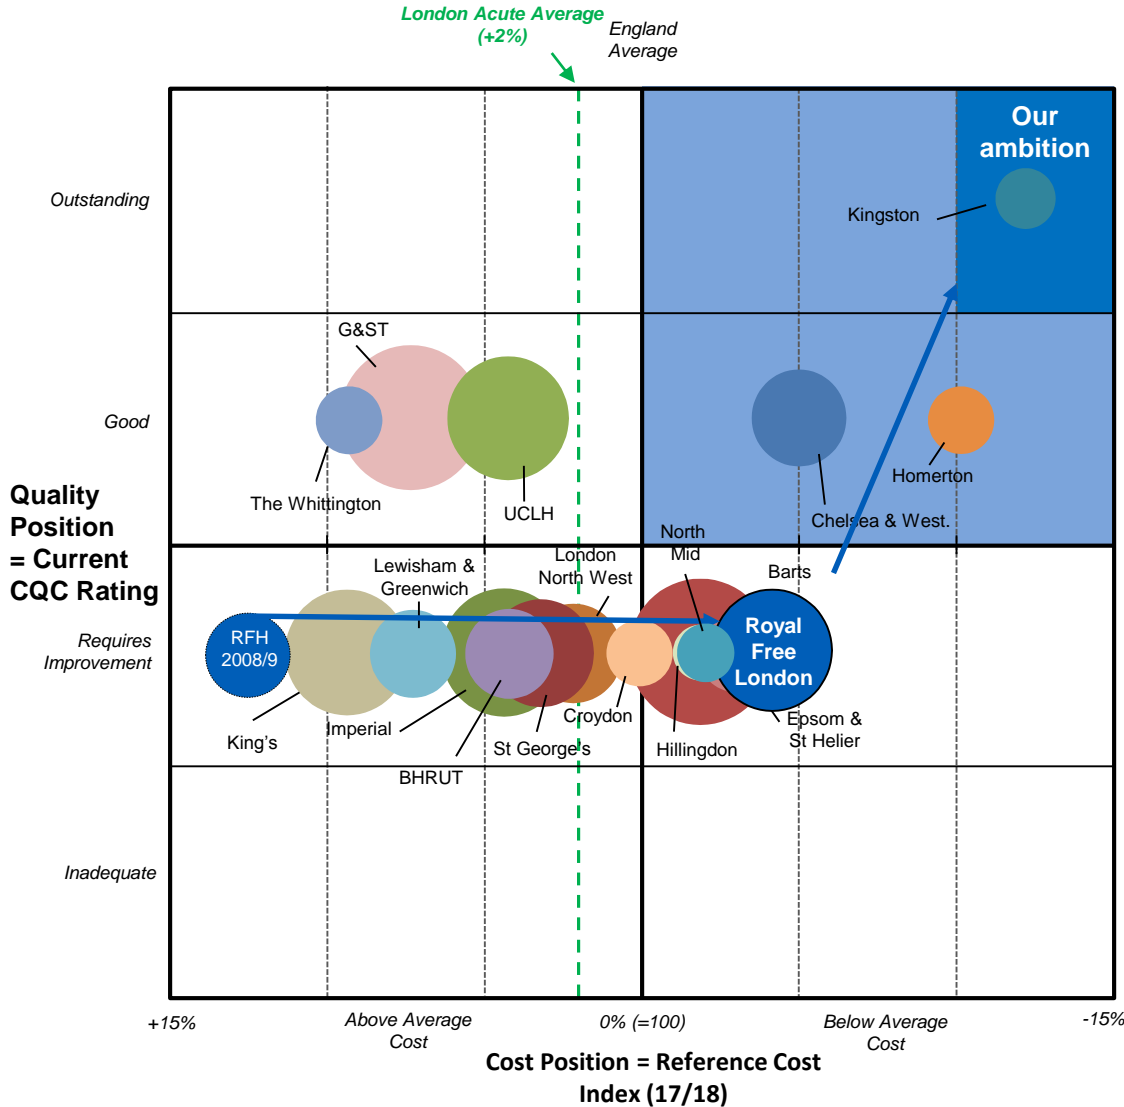 London Acute Average
(+2%)
England
Average
Our
ambition
Outstanding
Kingston
G&ST
Good
Homerton
The Whittington
UCLH
Chelsea & West.
Quality
Position
= Current
CQC Rating
North
Mid
London
North West
Lewisham &
Greenwich
Barts
Requires
Improvement
RFH
2008/9
Royal
Free
London
King's
Imperial
BHRUT
St George's
Croydon
Hillingdon
Epsom &
St Helier
Inadequate
+15%
Above Average
Cost
0% (=100)
Below Average
Cost
-15%
Cost Position = Reference Cost
Index (17/18)